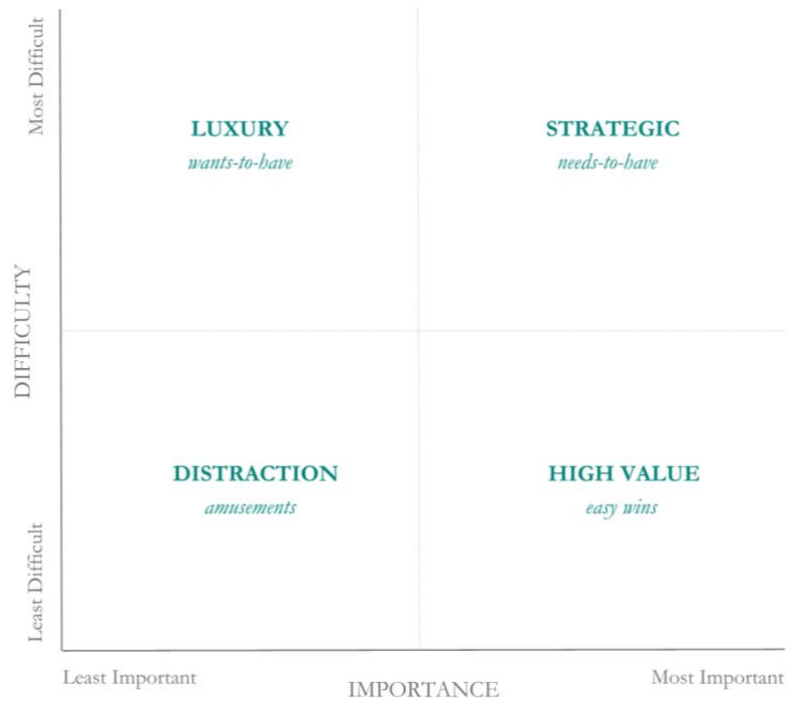 Most Difficult
LUXURY
wants-to-have
STRATEGIC
needs-to-have
DIFFICULTY
DISTRACTION
amusements
HIGH VALUE
easy wins
Least Difficult
Least Important
IMPORTANCE
Most Important